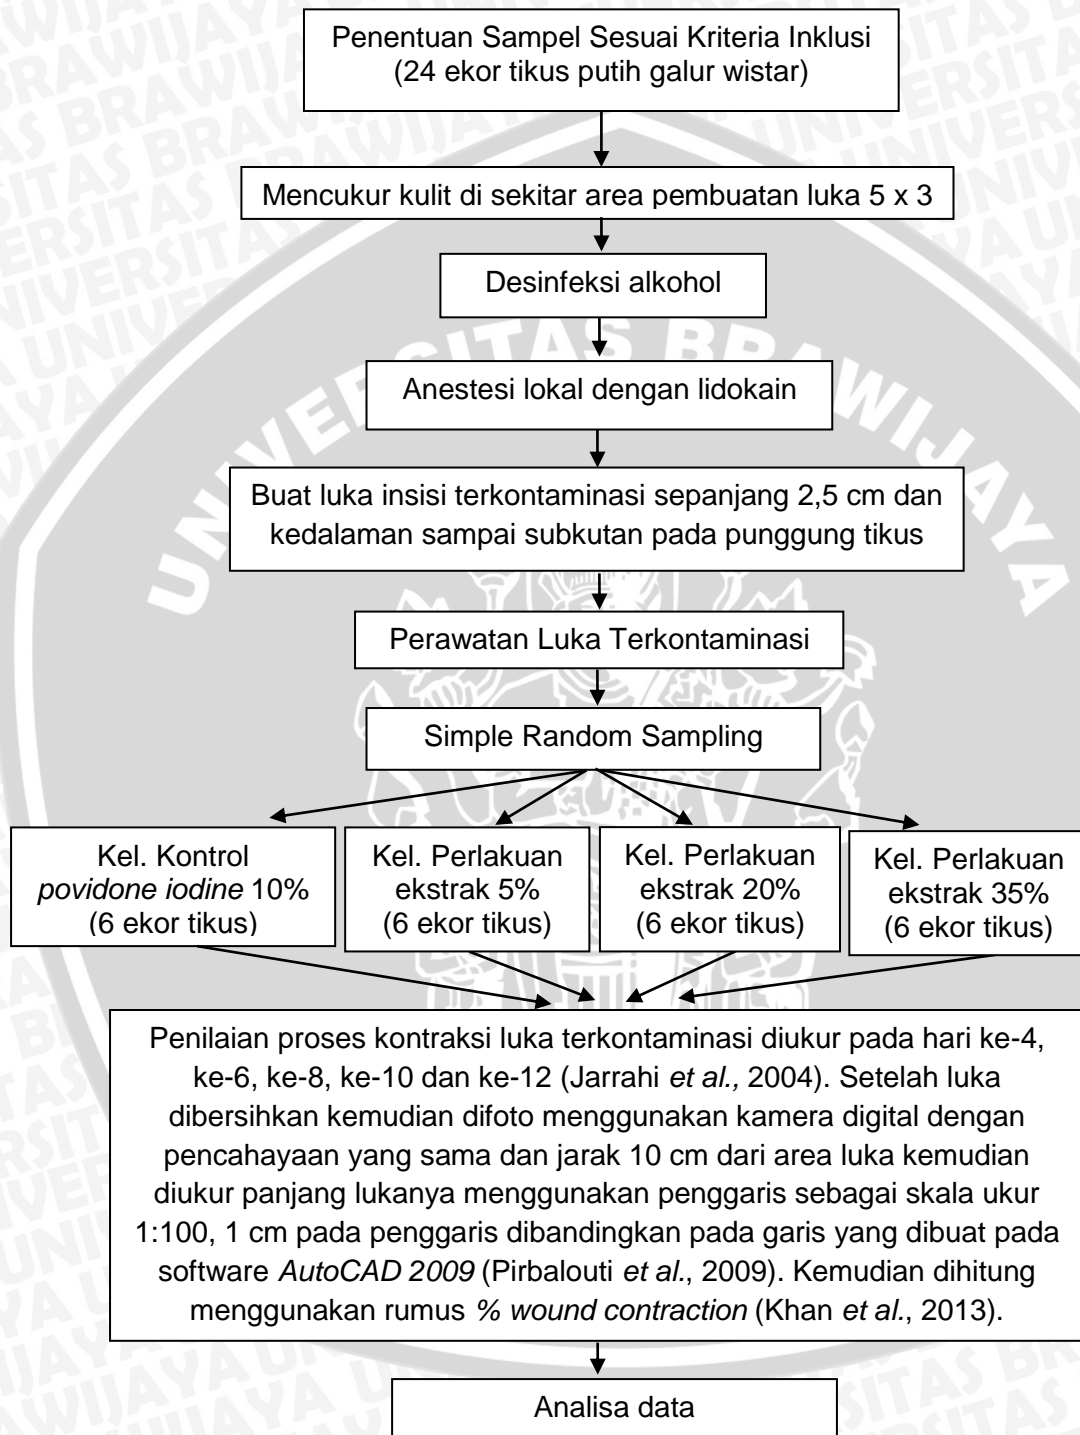 Penentuan Sampel Sesuai Kriteria Inklusi
(24 ekor tikus putih galur wistar)
Mencukur kulit di sekitar area pembuatan luka 5 x 3
Desinfeksi alkohol
UNIVERSITAS BRAWIJAYA
Anestesi lokal dengan lidokain
Buat luka insisi terkontaminasi sepanjang 2,5 cm dan
kedalaman sampai subkutan pada punggung tikus
Perawatan Luka Terkontaminasi
Simple Random Sampling
Kel. Kontrol
povidone iodine 10%
(6 ekor tikus)
Kel. Perlakuan
ekstrak 5%
(6 ekor tikus)
Kel. Perlakuan
ekstrak 20%
(6 ekor tikus)
Kel. Perlakuan
ekstrak 35%
(6 ekor tikus)
Penilaian proses kontraksi luka terkontaminasi diukur pada hari ke-4,
ke-6, ke-8, ke-10 dan ke-12 (Jarrahi et al., 2004). Setelah luka
dibersihkan kemudian difoto menggunakan kamera digital dengan
pencahayaan yang sama dan jarak 10 cm dari area luka kemudian
diukur panjang lukanya menggunakan penggaris sebagai skala ukur
1:100, 1 cm pada penggaris dibandingkan pada garis yang dibuat pada
software AutoCAD 2009 (Pirbalouti et al., 2009). Kemudian dihitung
menggunakan rumus % wound contraction (Khan et al., 2013).
Analisa data